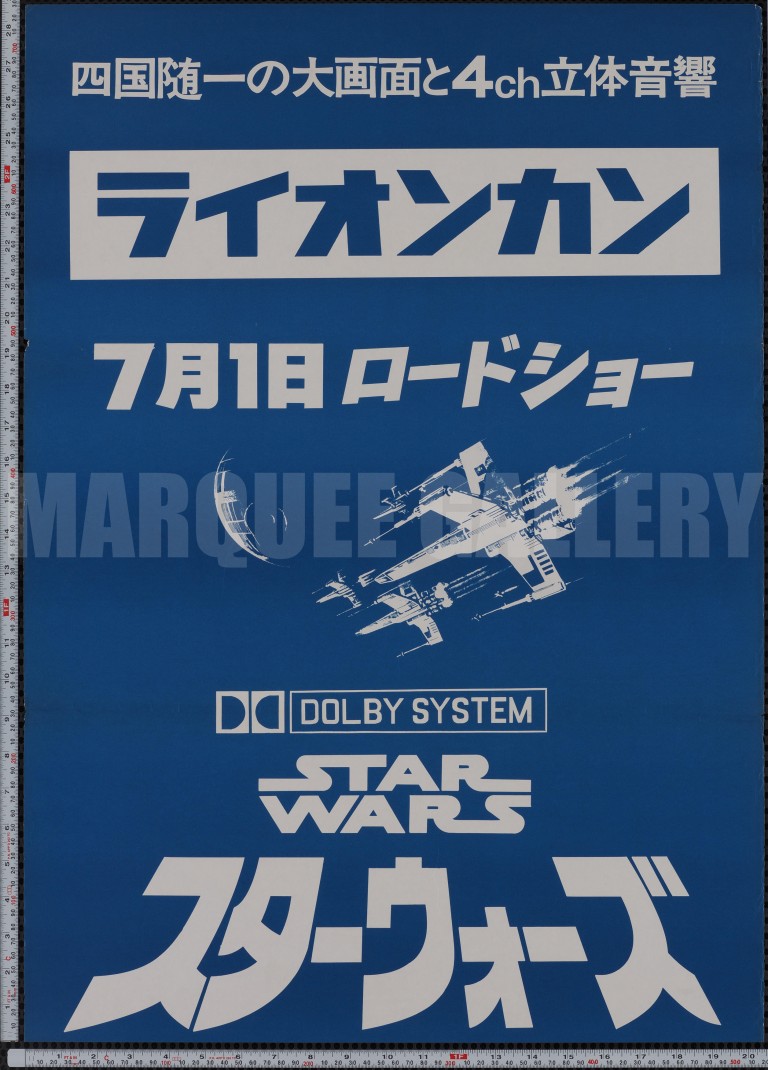 四国随一の大画面と4ch立体音響
ライオンカン
7月1日 ロードショー
MARQUEE GALLERY
DOLBY SYSTEM
STAR
WARS
スターウォーズ